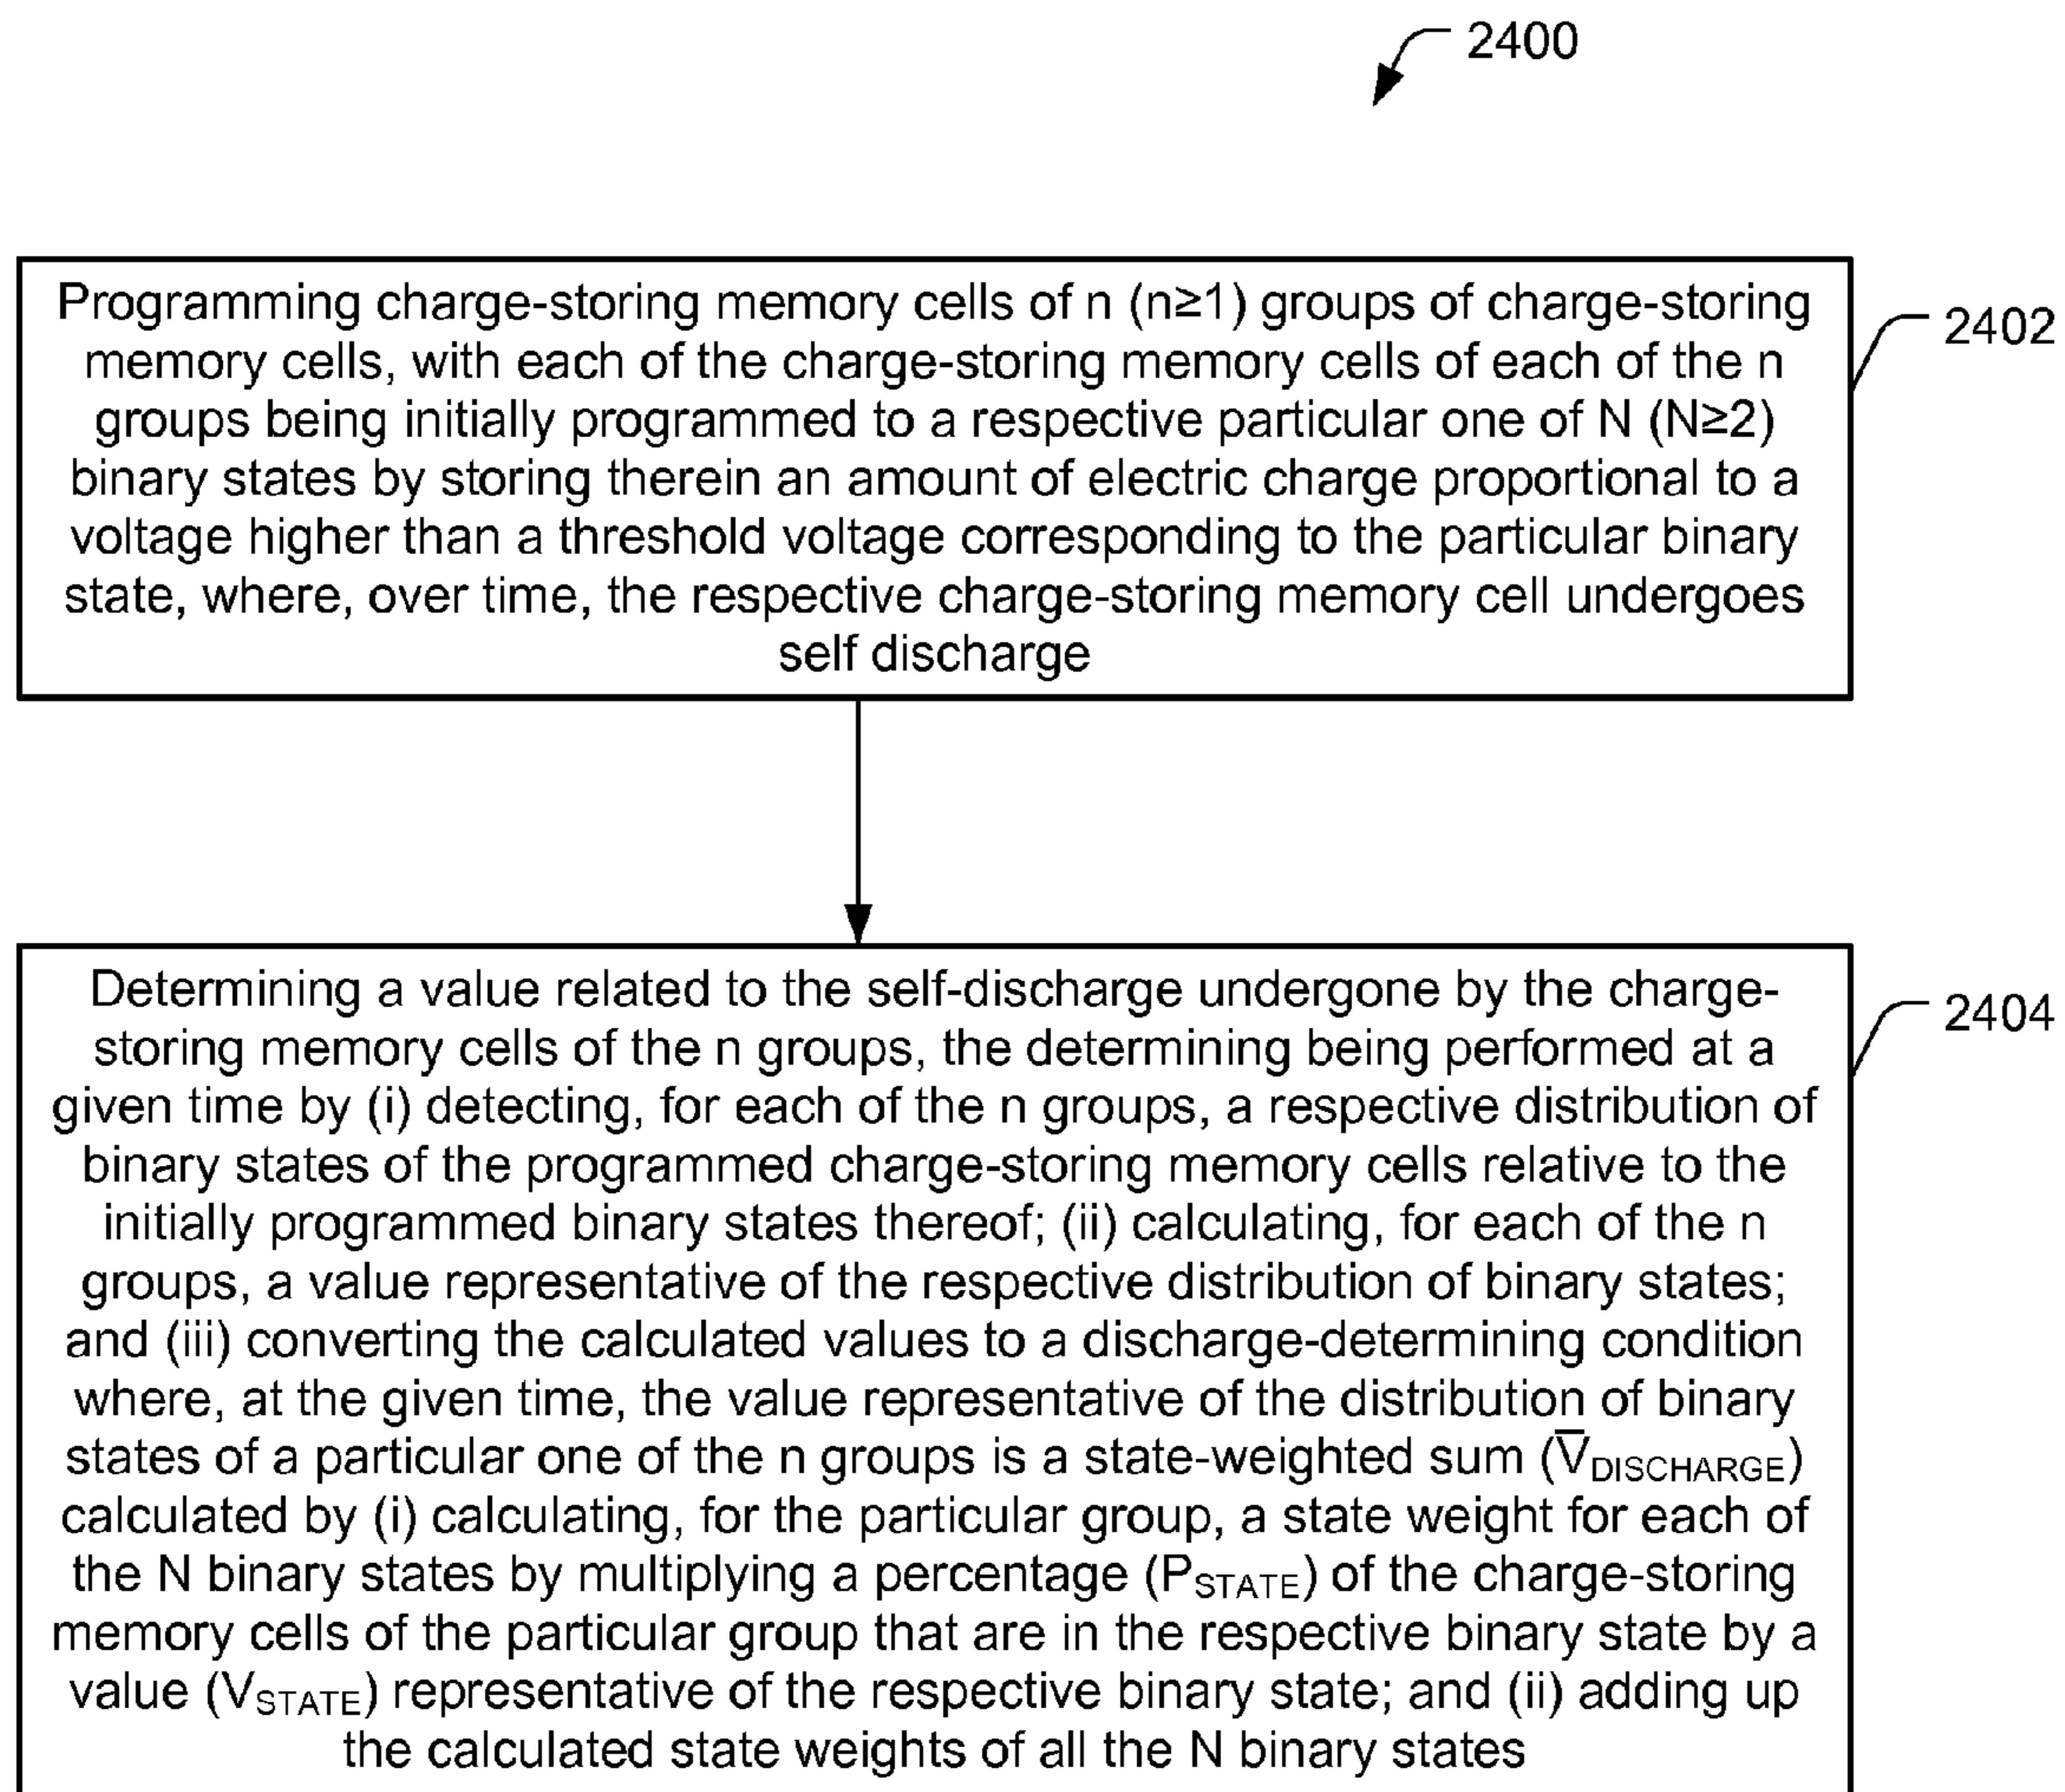 2400
Programming charge-storing memory cells of n (n≥1) groups of charge-storing
memory cells, with each of the charge-storing memory cells of each of the n
groups being initially programmed to a respective particular one of N (N≥2)
binary states by storing therein an amount of electric charge proportional to a
voltage higher than a threshold voltage corresponding to the particular binary
state, where, over time, the respective charge-storing memory cell undergoes
self discharge
2402
Determining a value related to the self-discharge undergone by the charge-
storing memory cells of the n groups, the determining being performed at a
given time by (i) detecting, for each of the n groups, a respective distribution of
binary states of the programmed charge-storing memory cells relative to the
initially programmed binary states thereof; (ii) calculating, for each of the n
groups, a value representative of the respective distribution of binary states;
and (iii) converting the calculated values to a discharge-determining condition
where, at the given time, the value representative of the distribution of binary
states of a particular one of the n groups is a state-weighted sum (V̅DISCHARGE)
calculated by (i) calculating, for the particular group, a state weight for each of
the N binary states by multiplying a percentage (PSTATE) of the charge-storing
memory cells of the particular group that are in the respective binary state by a
value (VSTATE) representative of the respective binary state; and (ii) adding up
the calculated state weights of all the N binary states
2404